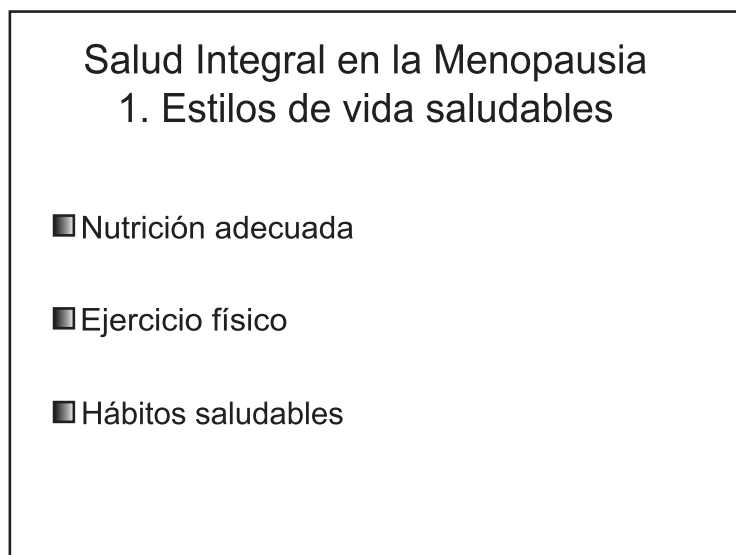 Salud Integral en la Menopausia
1. Estilos de vida saludables
Nutrición adecuada
Ejercicio físico
Hábitos saludables